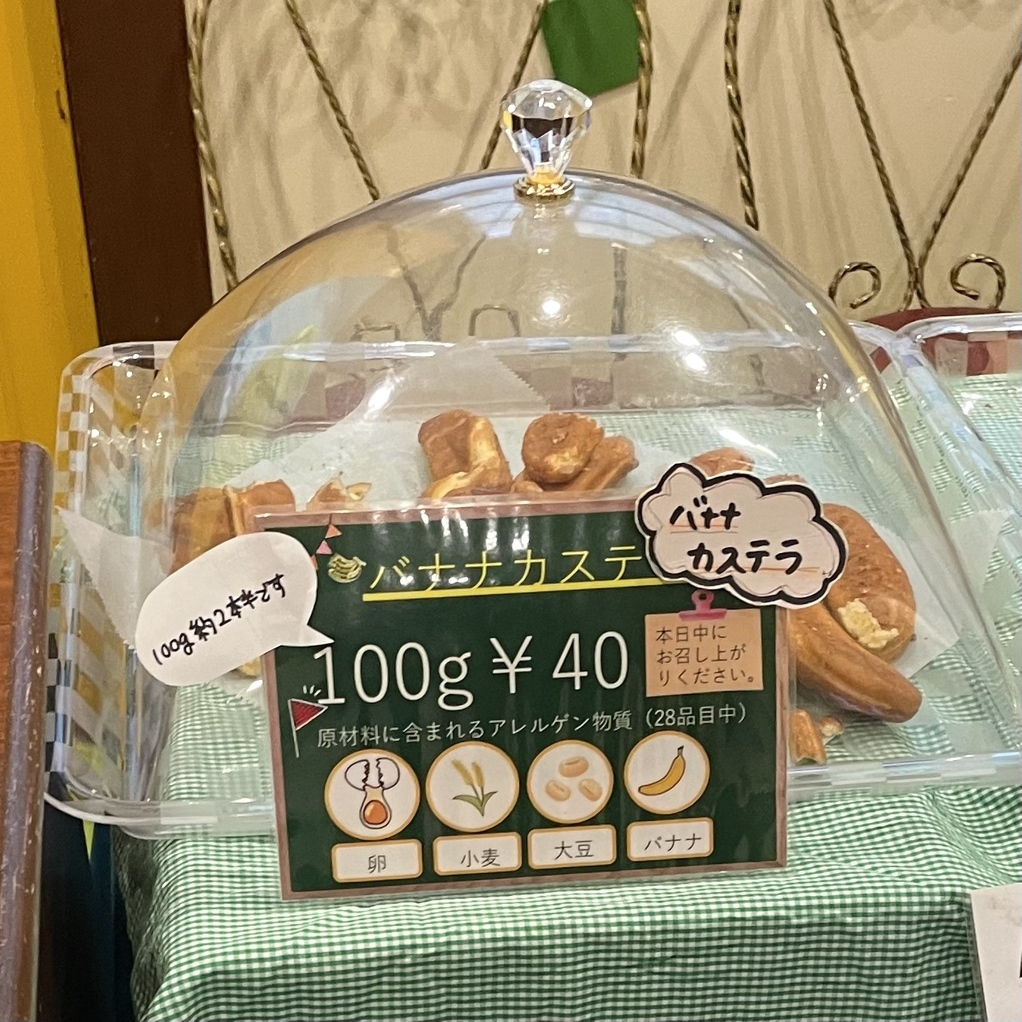 バナナカステ
バナナ
カステラ
100g 約2本半です
100g ¥40
本日中に
お召し上が
りください。
原材料に含まれるアレルゲン物質（28品目中）
卵
小麦
大豆
バナナ